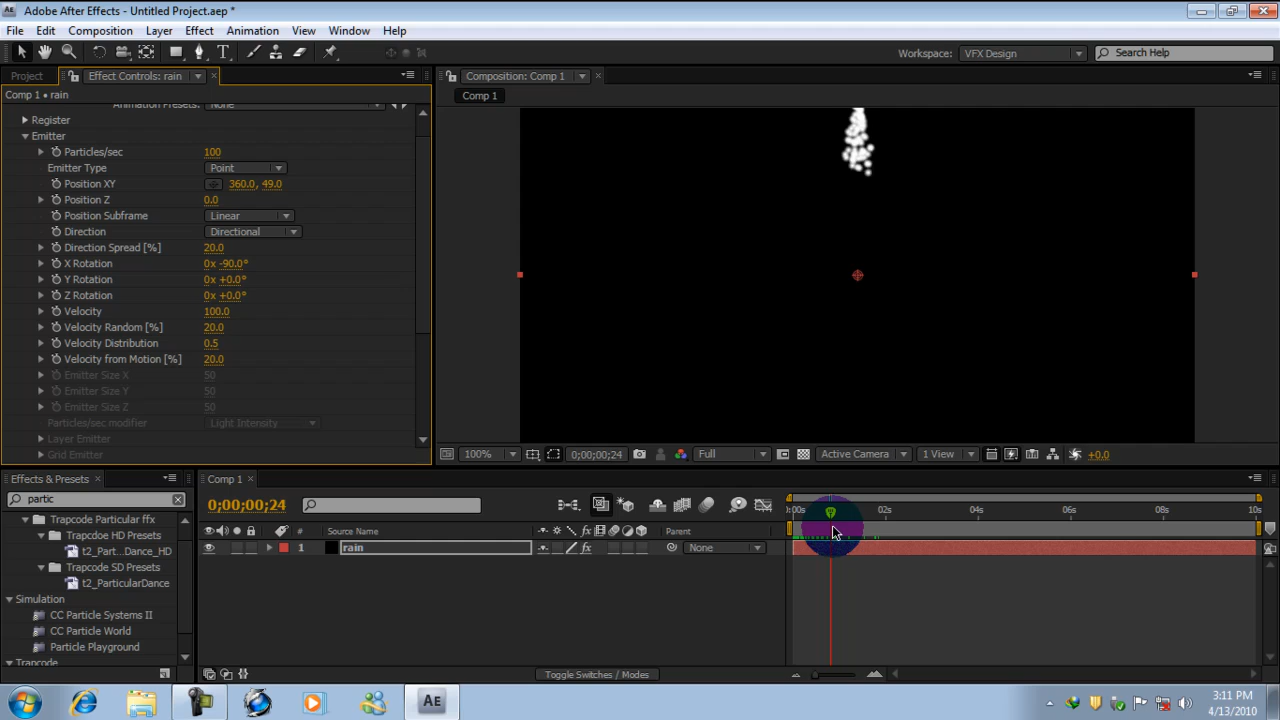 Adobe After Effects - Untitled Project.aep *
File Edit Composition Layer Effect Animation View Window Help
Workspace: VFX Design Search Help
Project Effect Controls: rain Composition: Comp 1
Comp 1 • rain Comp 1
Animation Presets: None
Register
Emitter
Particles/sec 100
Emitter Type Point
Position XY 360.0, 49.0
Position Z 0.0
Position Subframe Linear
Direction Directional
Direction Spread [%] 20.0
X Rotation 0x -90.0°
Y Rotation 0x +0.0°
Z Rotation 0x +0.0°
Velocity 100.0
Velocity Random [%] 20.0
Velocity Distribution 0.5
Velocity from Motion [%] 20.0
Emitter Size X 50
Emitter Size Y 50
Emitter Size Z 50
Particles/sec modifier Light Intensity
Layer Emitter
Grid Emitter
100% 0;00;00;24 Full Active Camera 1 View +0.0
Effects & Presets Comp 1
partic
0;00;00;24
:00s 02s 04s 06s 08s 10s
Trapcode Particular ffx
Trapcdoe HD Presets
t2_Part...Dance_HD
Trapcode SD Presets
t2_ParticularDance
Simulation
CC Particle Systems II
CC Particle World
Particle Playground
Trapcode
# Source Name Parent
1 rain None
Toggle Switches / Modes
3:11 PM
4/13/2010